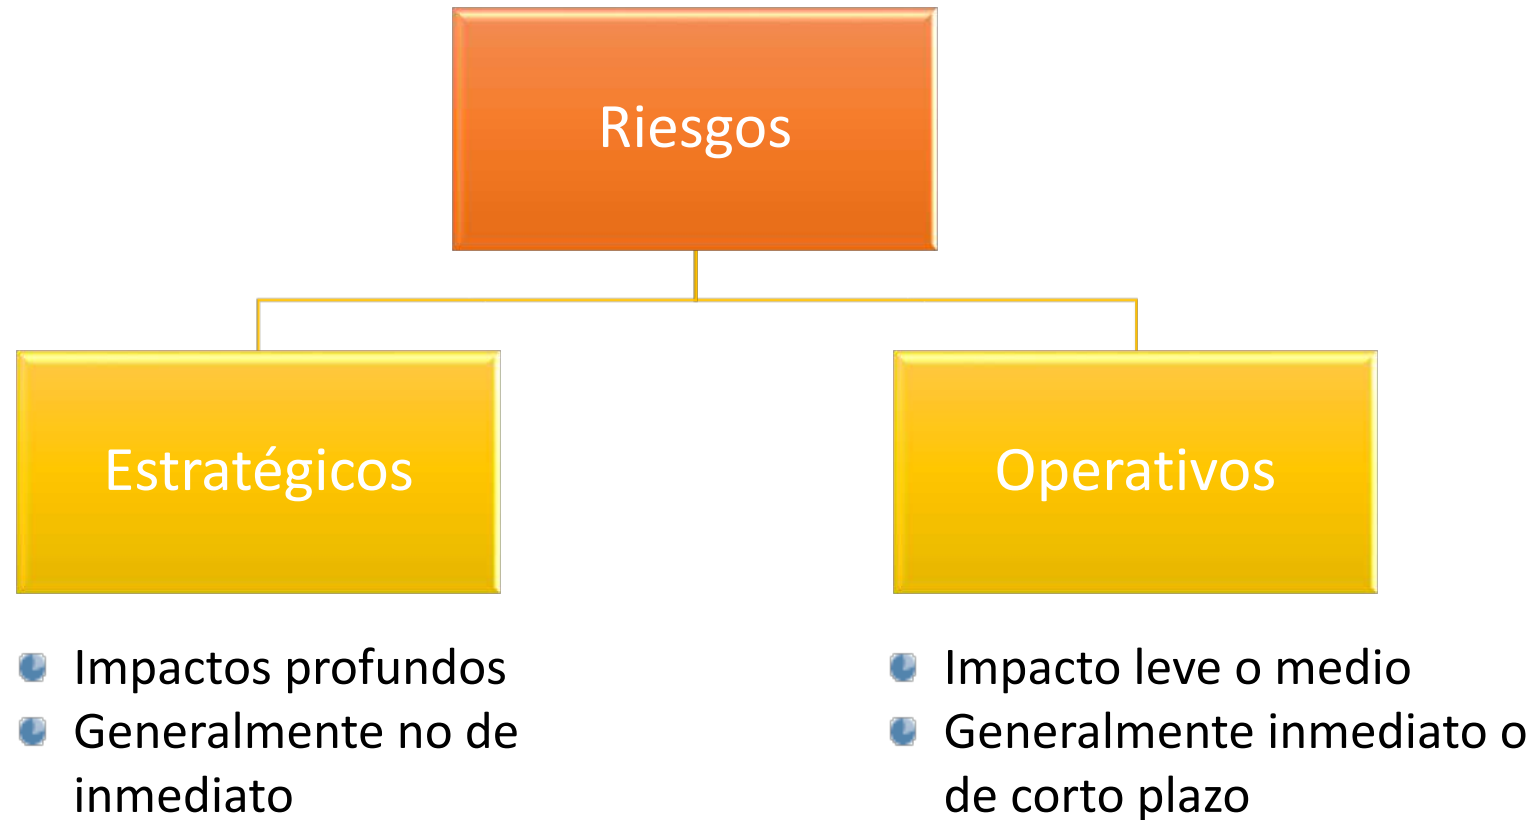 Riesgos
Estratégicos
Impactos profundos
Generalmente no de
inmediato
Operativos
Impacto leve o medio
Generalmente inmediato o
de corto plazo